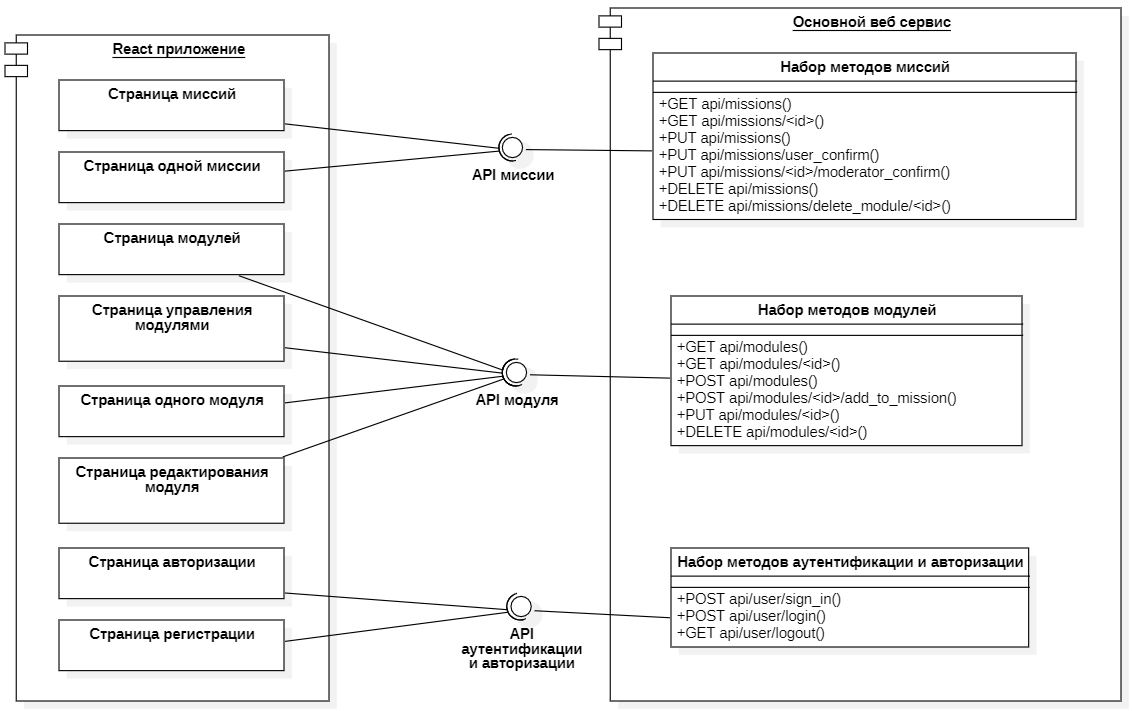 React приложение
Страница миссий
Страница одной миссии
Страница модулей
Страница управления
модулями
Страница одного модуля
Страница редактирования
модуля
Страница авторизации
Страница регистрации
API миссии
API модуля
API
аутентификации
и авторизации
Основной веб сервис
Набор методов миссий
+GET api/missions()
+GET api/missions/<id>()
+PUT api/missions()
+PUT api/missions/user_confirm()
+PUT api/missions/<id>/moderator_confirm()
+DELETE api/missions()
+DELETE api/missions/delete_module/<id>()
Набор методов модулей
+GET api/modules()
+GET api/modules/<id>()
+POST api/modules()
+POST api/modules/<id>/add_to_mission()
+PUT api/modules/<id>()
+DELETE api/modules/<id>()
Набор методов аутентификации и авторизации
+POST api/user/sign_in()
+POST api/user/login()
+GET api/user/logout()